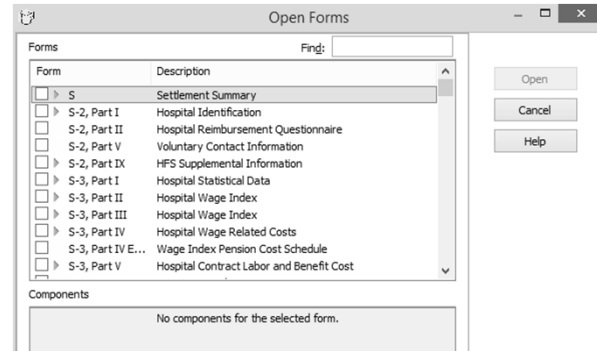 Open Forms
Forms Find:
Form Description
S Settlement Summary
S-2, Part I Hospital Identification
S-2, Part II Hospital Reimbursement Questionnaire
S-2, Part V Voluntary Contact Information
S-2, Part IX HFS Supplemental Information
S-3, Part I Hospital Statistical Data
S-3, Part II Hospital Wage Index
S-3, Part III Hospital Wage Index
S-3, Part IV Hospital Wage Related Costs
S-3, Part IV E... Wage Index Pension Cost Schedule
S-3, Part V Hospital Contract Labor and Benefit Cost
Open
Cancel
Help
Components
No components for the selected form.